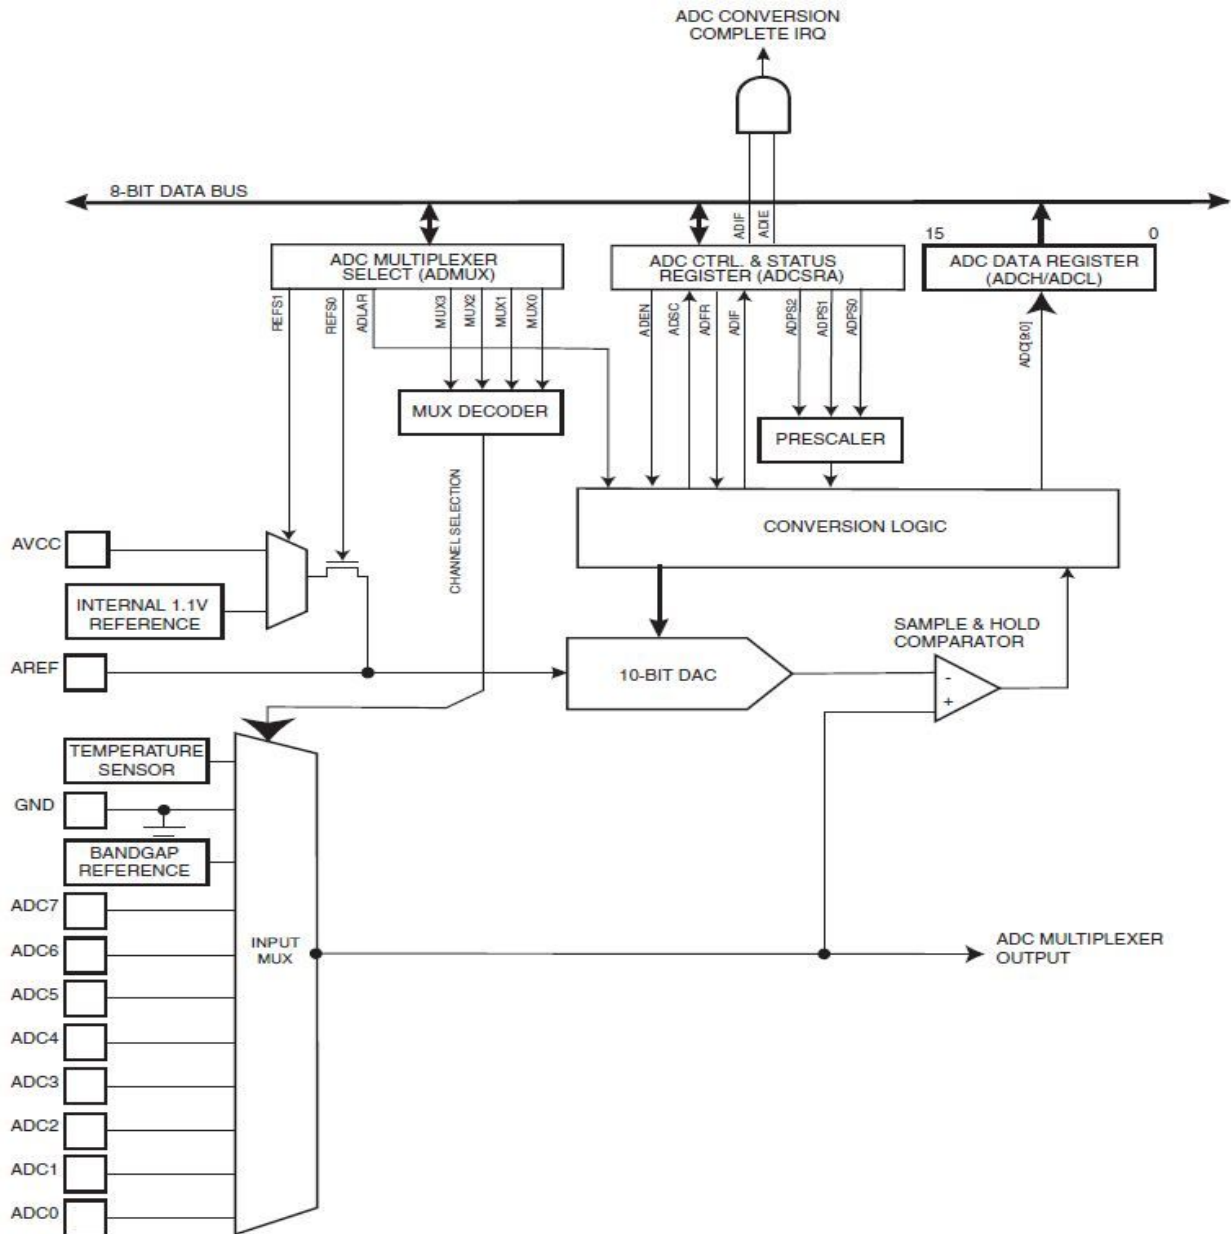 ADC CONVERSION
COMPLETE IRQ
8-BIT DATA BUS
ADIF
ADIE
15
0
ADC MULTIPLEXER
SELECT (ADMUX)
ADC CTRL. & STATUS
REGISTER (ADCSRA)
ADC DATA REGISTER
(ADCH/ADCL)
REFS1
REFS0
ADLAR
MUX3
MUX2
MUX1
MUX0
ADEN
ADSC
ADFR
ADIF
ADPS2
ADPS1
ADPS0
ADC[9:0]
MUX DECODER
PRESCALER
CHANNEL SELECTION
CONVERSION LOGIC
AVCC
INTERNAL 1.1V
REFERENCE
SAMPLE & HOLD
COMPARATOR
AREF
10-BIT DAC
-
+
TEMPERATURE
SENSOR
GND
BANDGAP
REFERENCE
ADC7
ADC6
INPUT
MUX
ADC MULTIPLEXER
OUTPUT
ADC5
ADC4
ADC3
ADC2
ADC1
ADC0